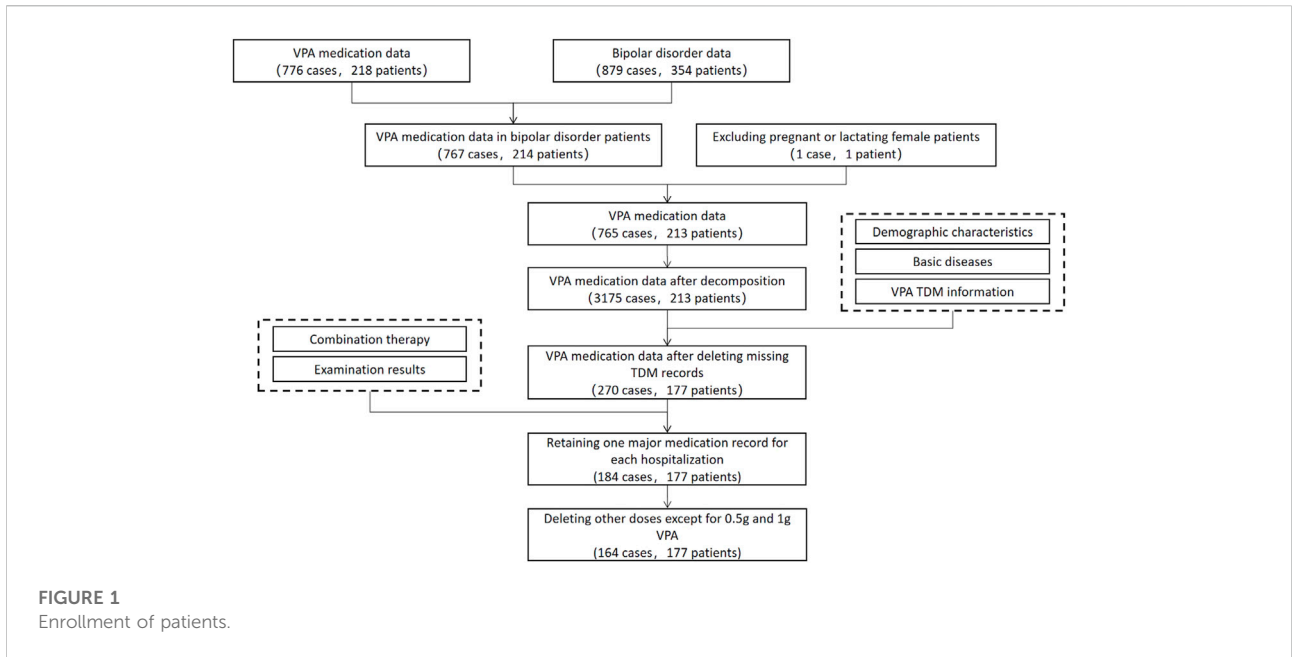 VPA medication data
(776 cases, 218 patients)
Bipolar disorder data
(879 cases, 354 patients)
VPA medication data in bipolar disorder patients
(767 cases, 214 patients)
Excluding pregnant or lactating female patients
(1 case, 1 patient)
VPA medication data
(765 cases, 213 patients)
Demographic characteristics
Basic diseases
VPA TDM information
VPA medication data after decomposition
(3175 cases, 213 patients)
Combination therapy
Examination results
VPA medication data after deleting missing
TDM records
(270 cases, 177 patients)
Retaining one major medication record for
each hospitalization
(184 cases, 177 patients)
Deleting other doses except for 0.5g and 1g
VPA
(164 cases, 177 patients)
FIGURE 1
Enrollment of patients.